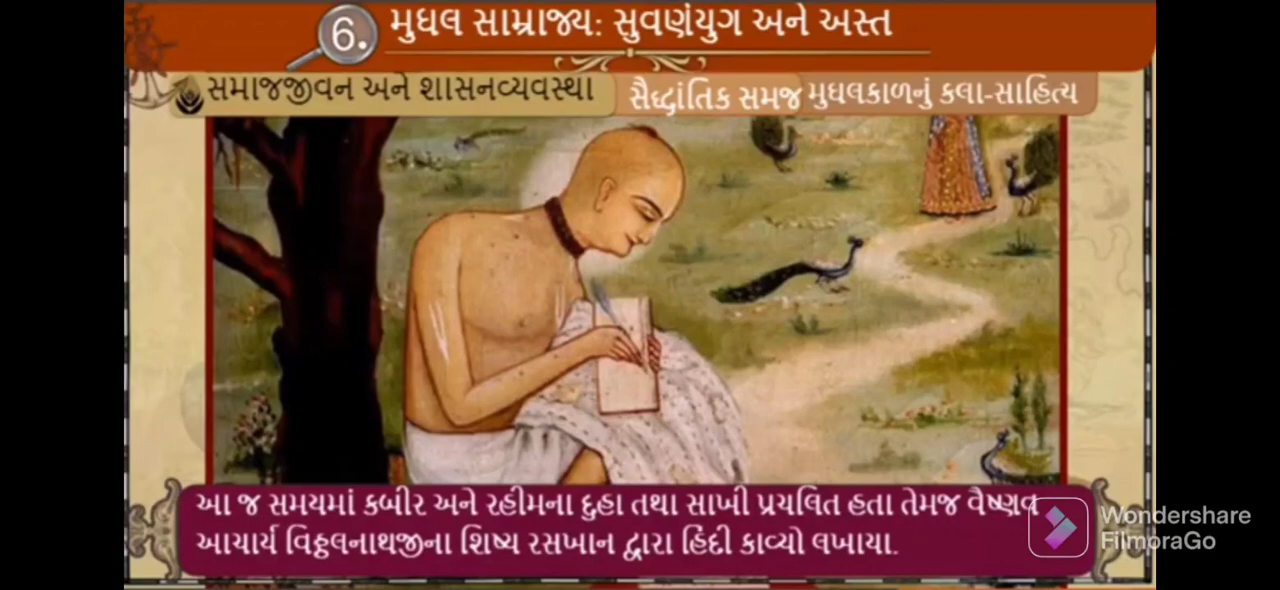 6. મુઘલ સામ્રાજ્ય: સુવર્ણયુગ અને અસ્ત
સમાજજીવન અને શાસનવ્યવસ્થા
સૈદ્ધાંતિક સમજ
મુઘલકાળનું કલા-સાહિત્ય
આ જ સમયમાં કબીર અને રહીમના દુહા તથા સાખી પ્રચલિત હતા તેમજ વૈષ્ણવ
આચાર્ય વિઠ્ઠલનાથજીના શિષ્ય રસખાન દ્વારા હિંદી કાવ્યો લખાયા.
Wondershare
FilmoraGo